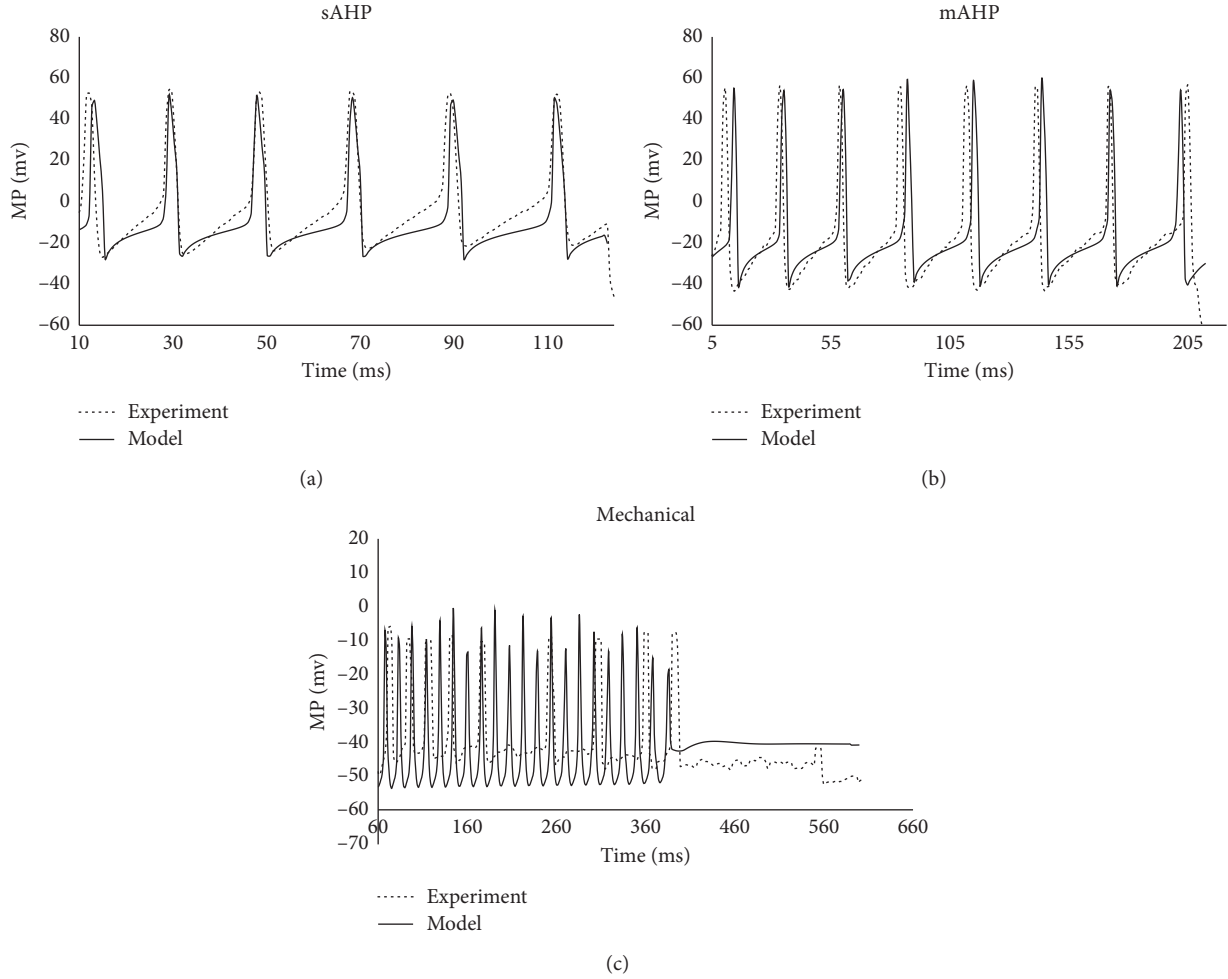 sAHP
80
60
40
20
0
–20
–40
–60
MP (mv)
10 30 50 70 90 110
Time (ms)
Experiment
Model
(a)
mAHP
80
60
40
20
0
–20
–40
–60
MP (mv)
5 55 105 155 205
Time (ms)
Experiment
Model
(b)
Mechanical
20
10
0
–10
–20
–30
–40
–50
–60
–70
MP (mv)
60 160 260 360 460 560 660
Time (ms)
Experiment
Model
(c)